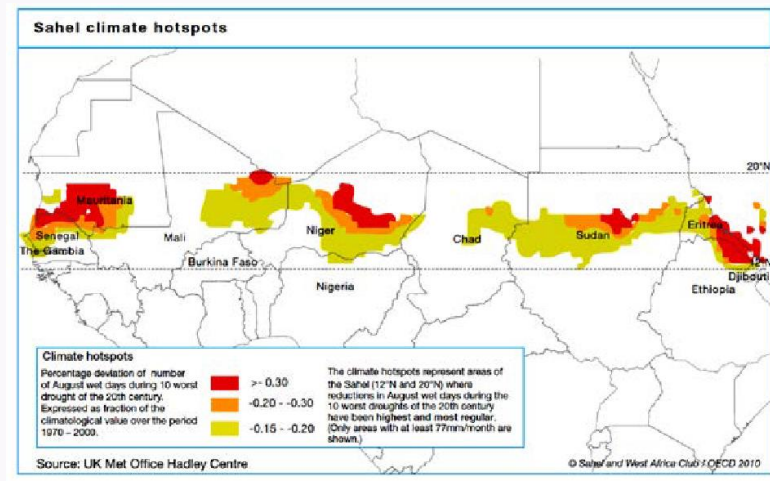 Sahel climate hotspots
20°N
Mauritania
Senegal
The Gambia
Mali
Niger
Chad
Sudan
Eritrea
Burkina Faso
12°N
Djibouti
Nigeria
Ethiopia
Climate hotspots
Percentage deviation of number
of August wet days during 10 worst
drought of the 20th century.
Expressed as fraction of the
climatological value over the period
1970 - 2000.
>- 0.30
-0.20 - -0.30
-0.15 - -0.20
The climate hotspots represent areas of
the Sahel (12°N and 20°N) where
reductions in August wet days during the
10 worst droughts of the 20th century
have been highest and most regular.
(Only areas with at least 77mm/month are
shown.)
Source: UK Met Office Hadley Centre
© Sahel and West Africa Club / OECD 2010